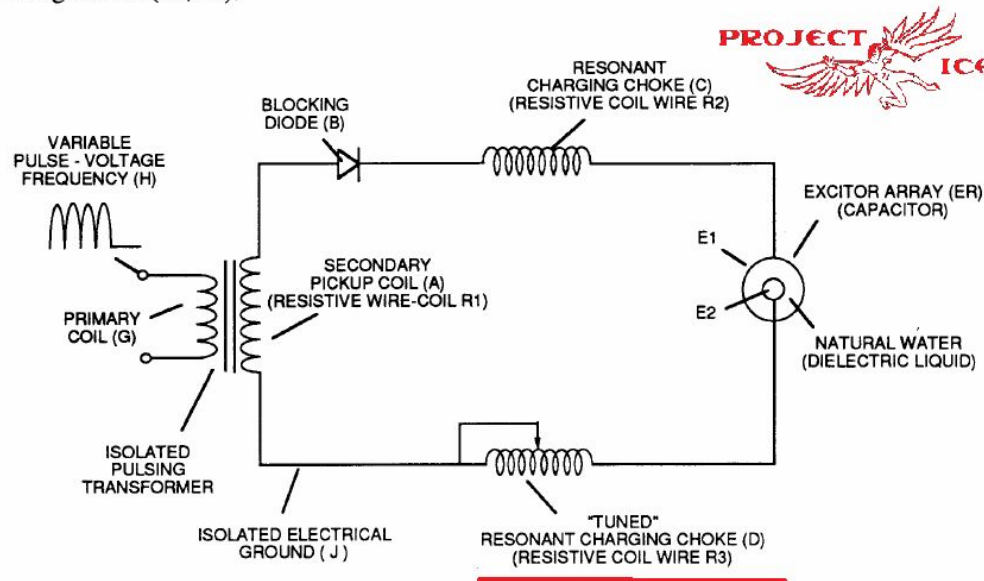 PROJECT ICE
RESONANT
CHARGING CHOKE (C)
(RESISTIVE COIL WIRE R2)
BLOCKING
DIODE (B)
VARIABLE
PULSE - VOLTAGE
FREQUENCY (H)
EXCITOR ARRAY (ER)
(CAPACITOR)
E1
SECONDARY
PICKUP COIL (A)
(RESISTIVE WIRE-COIL R1)
E2
PRIMARY
COIL (G)
NATURAL WATER
(DIELECTRIC LIQUID)
ISOLATED
PULSING
TRANSFORMER
ISOLATED ELECTRICAL
GROUND ( J )
"TUNED"
RESONANT CHARGING CHOKE (D)
(RESISTIVE COIL WIRE R3)